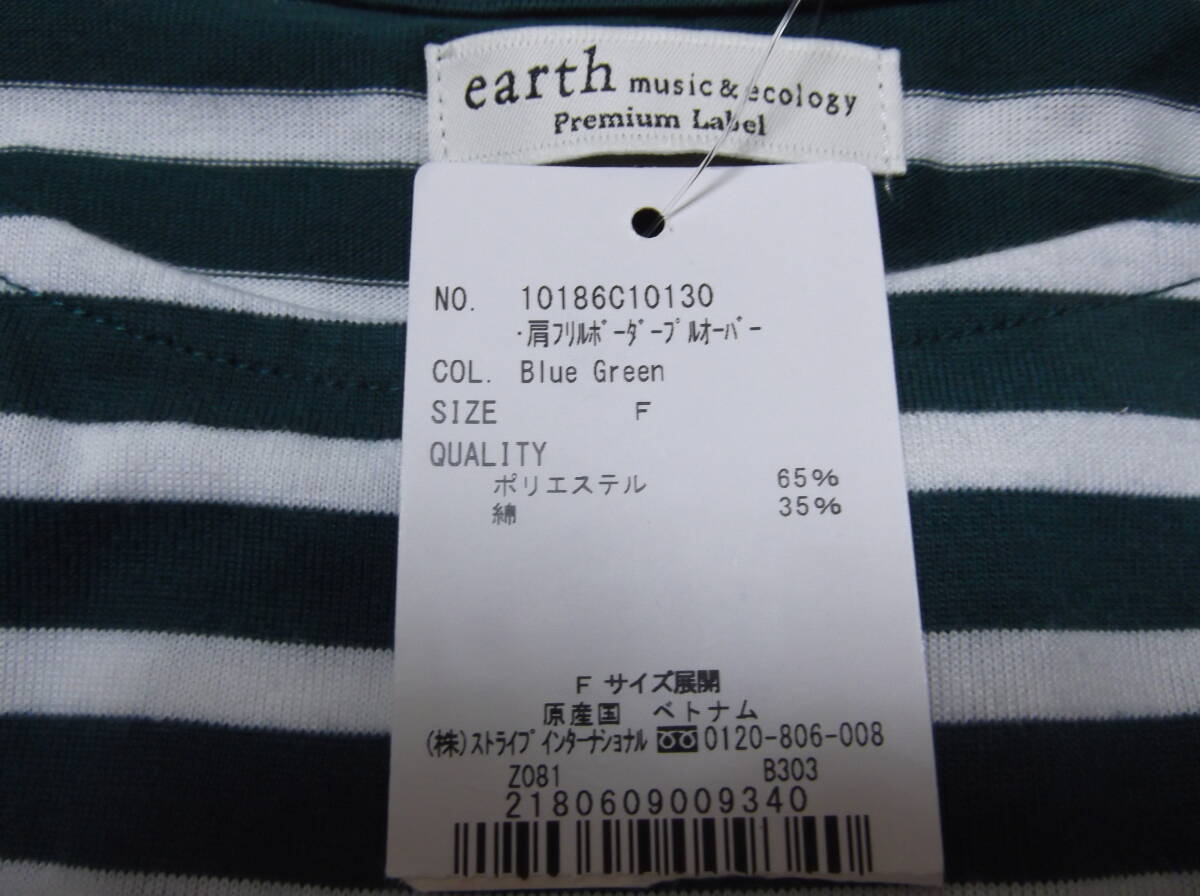 earth music & ecology
Premium Label
NO. 10186C10130
・肩フリルボーダープルオーバー
COL. Blue Green
SIZE F
QUALITY
ポリエステル 65%
綿 35%
F サイズ展開
原産国 ベトナム
(株)ストライプインターナショナル 0120-806-008
Z081 B303
2180609009340